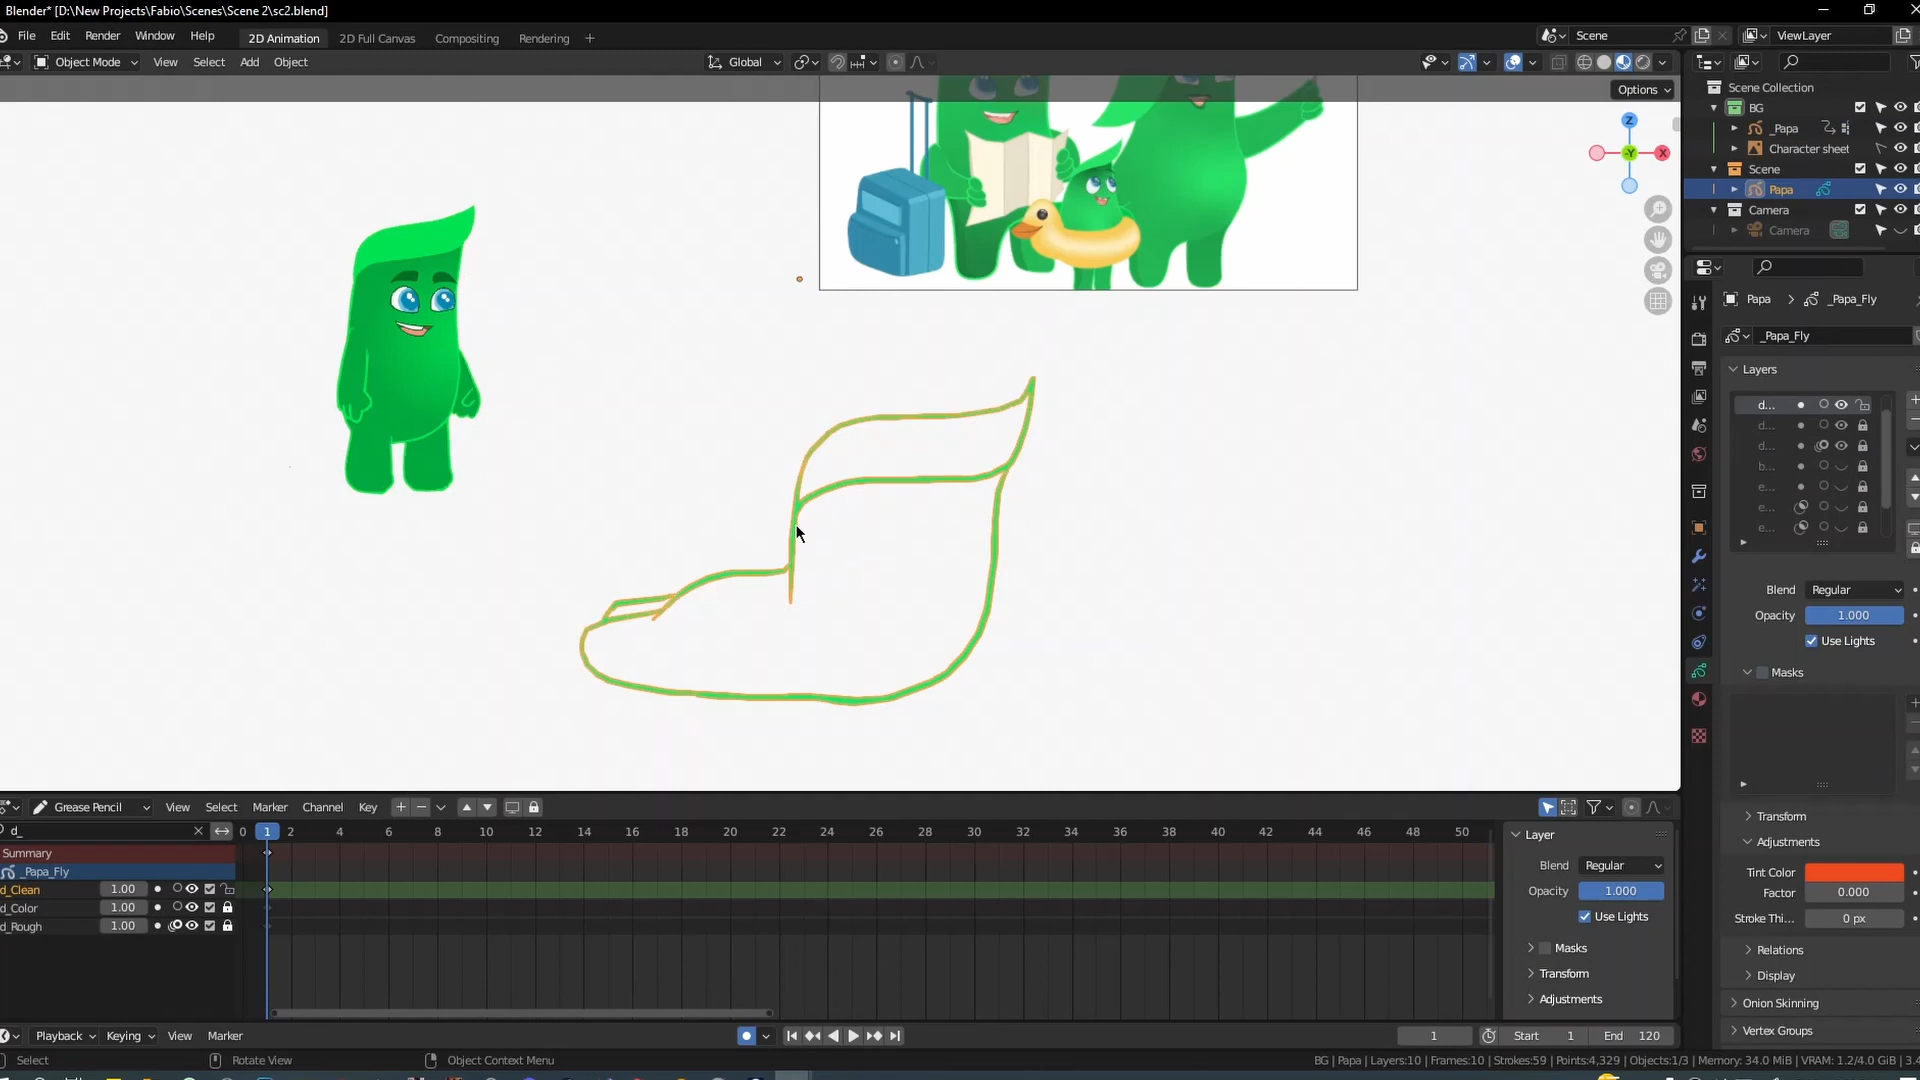 Blender* [D:\New Projects\Fabio\Scenes\Scene 2\sc2.blend]
File Edit Render Window Help 2D Animation 2D Full Canvas Compositing Rendering + Scene ViewLayer
Object Mode View Select Add Object Global
Options
Z
-Y X
Scene Collection
BG
_Papa
Character sheet
Scene
Papa
Camera
Camera
Papa > _Papa_Fly
_Papa_Fly
Layers
d...
d...
d...
b...
e...
e...
e...
Blend Regular
Opacity 1.000
Use Lights
Masks
Transform
Adjustments
Tint Color
Factor 0.000
Stroke Thi... 0 px
Relations
Display
Onion Skinning
Vertex Groups
Grease Pencil View Select Marker Channel Key
d_ 0 1 2 4 6 8 10 12 14 16 18 20 22 24 26 28 30 32 34 36 38 40 42 44 46 48 50
Summary
_Papa_Fly
d_Clean 1.00
d_Color 1.00
d_Rough 1.00
Layer
Blend Regular
Opacity 1.000
Use Lights
Masks
Transform
Adjustments
Playback Keying View Marker 1 Start 1 End 120
Select Rotate View Object Context Menu BG | Papa | Layers:10 | Frames:10 | Strokes:59 | Points:4,329 | Objects:1/3 | Memory: 34.0 MiB | VRAM: 1.2/4.0 GiB | 3.4